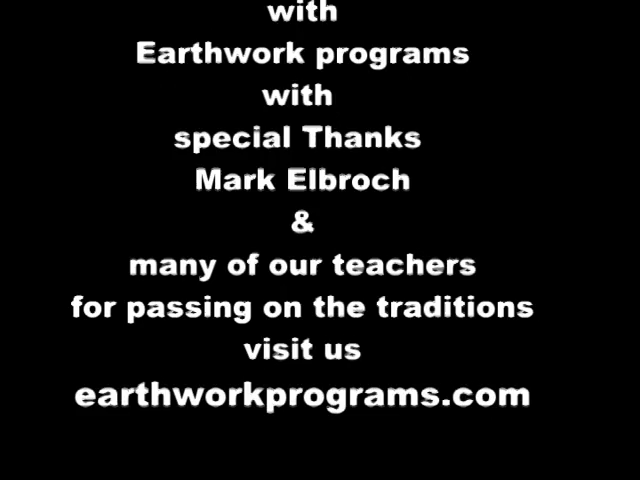 with
Earthwork programs
with
special Thanks
Mark Elbroch
&
many of our teachers
for passing on the traditions
visit us
earthworkprograms.com